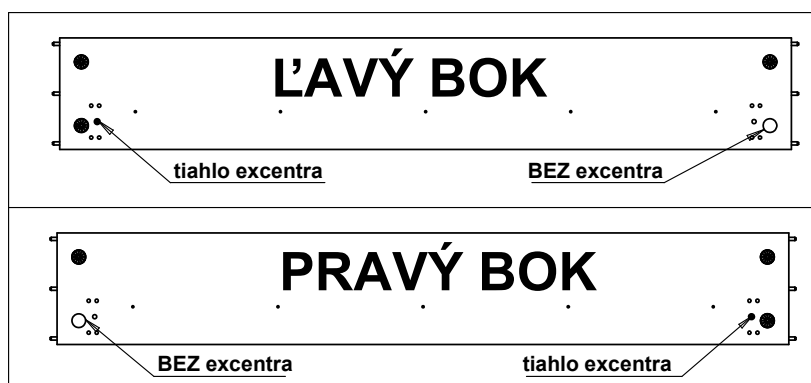 ĽAVÝ BOK
tiahlo excentra
BEZ excentra
PRAVÝ BOK
BEZ excentra
tiahlo excentra